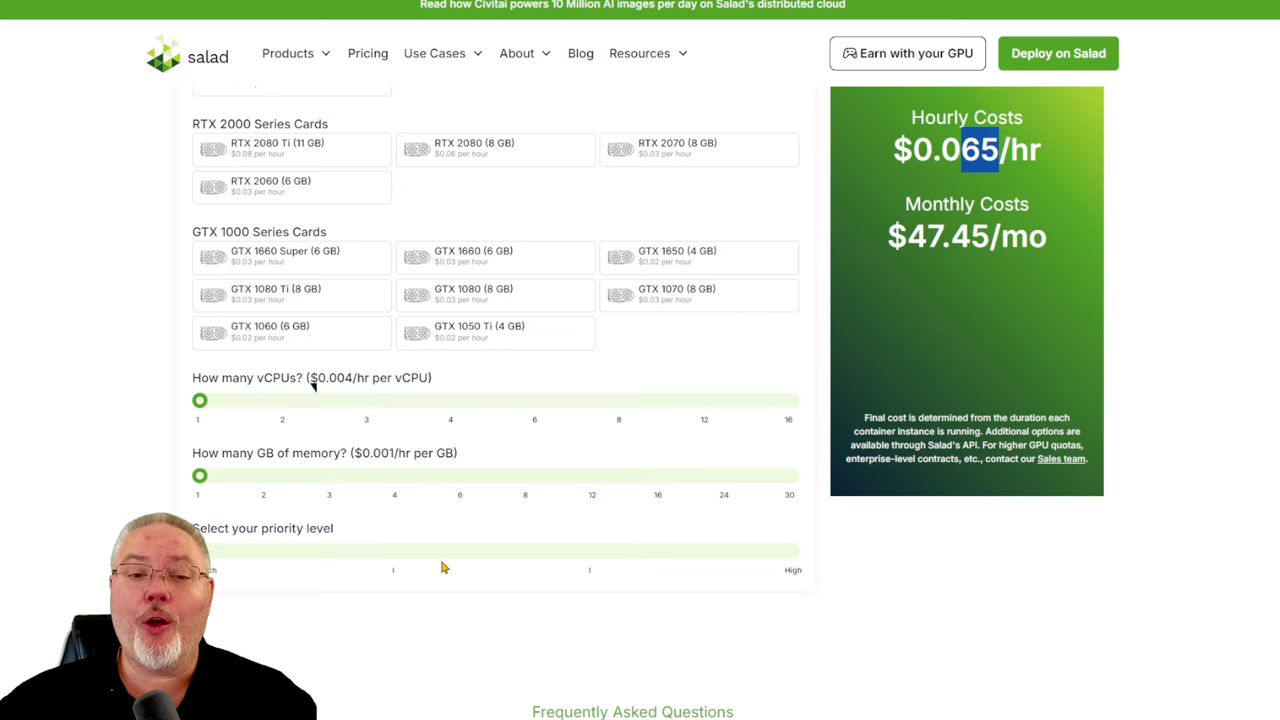 Read how Civitai powers 10 Million AI images per day on Salad's distributed cloud
salad
Products
Pricing
Use Cases
About
Blog
Resources
Earn with your GPU
Deploy on Salad
RTX 2000 Series Cards
RTX 2080 Ti (11 GB)
$0.08 per hour
RTX 2080 (8 GB)
$0.06 per hour
RTX 2070 (8 GB)
$0.03 per hour
RTX 2060 (6 GB)
$0.03 per hour
GTX 1000 Series Cards
GTX 1660 Super (6 GB)
$0.03 per hour
GTX 1660 (6 GB)
$0.03 per hour
GTX 1650 (4 GB)
$0.02 per hour
GTX 1080 Ti (8 GB)
$0.03 per hour
GTX 1080 (8 GB)
$0.03 per hour
GTX 1070 (8 GB)
$0.03 per hour
GTX 1060 (6 GB)
$0.02 per hour
GTX 1050 Ti (4 GB)
$0.02 per hour
How many vCPUs? ($0.004/hr per vCPU)
1 2 3 4 6 8 12 16
How many GB of memory? ($0.001/hr per GB)
1 2 3 4 6 8 12 16 24 30
Select your priority level
High
Hourly Costs
$0.065/hr
Monthly Costs
$47.45/mo
Final cost is determined from the duration each
container instance is running. Additional options are
available through Salad's API. For higher GPU quotas,
enterprise-level contracts, etc., contact our Sales team.
Frequently Asked Questions